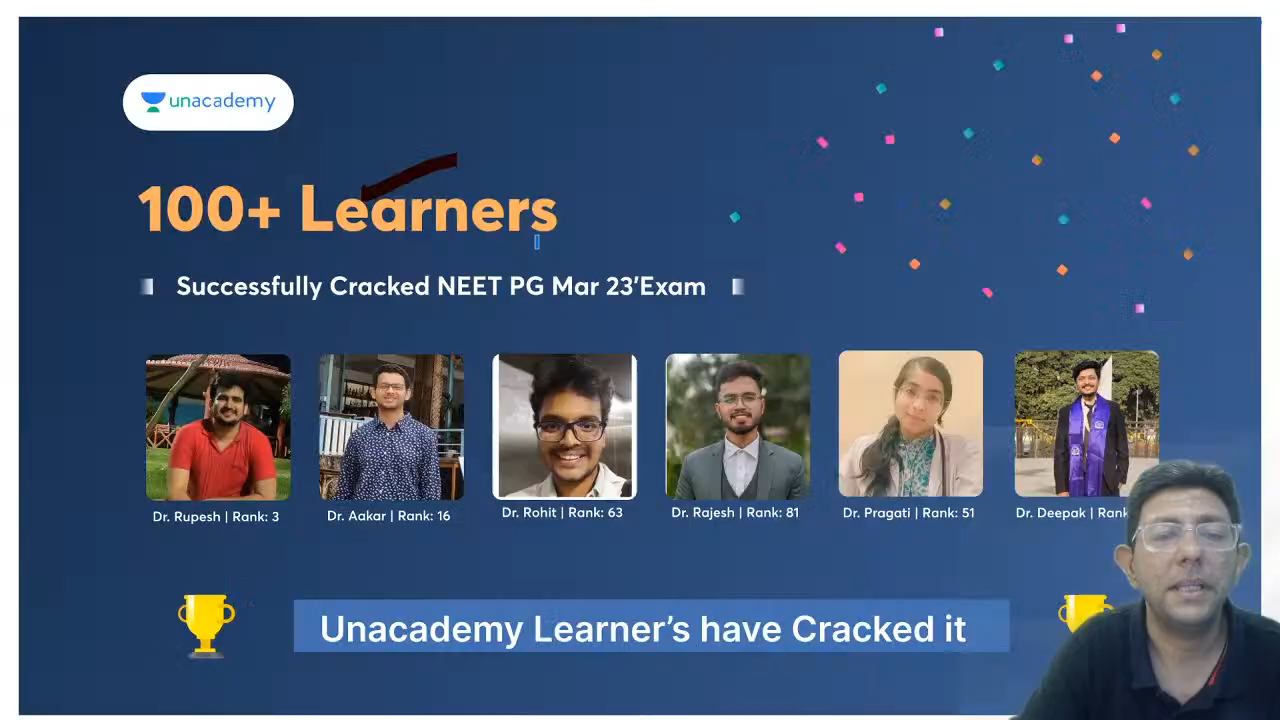 unacademy
100+ Learners
Successfully Cracked NEET PG Mar 23'Exam
Dr. Rupesh | Rank: 3
Dr. Aakar | Rank: 16
Dr. Rohit | Rank: 63
Dr. Rajesh | Rank: 81
Dr. Pragati | Rank: 51
Dr. Deepak | Rank
Unacademy Learner's have Cracked it